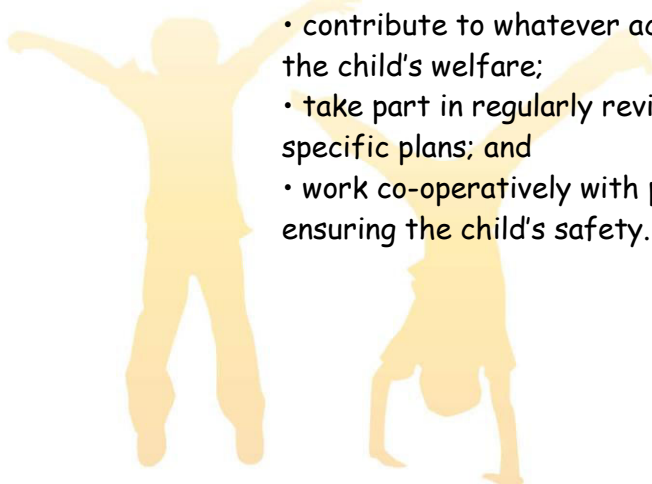 • contribute to whatever
the child's welfare;
• take part in regularly
specific plans; and
• work co-operatively with
ensuring the child's safety.